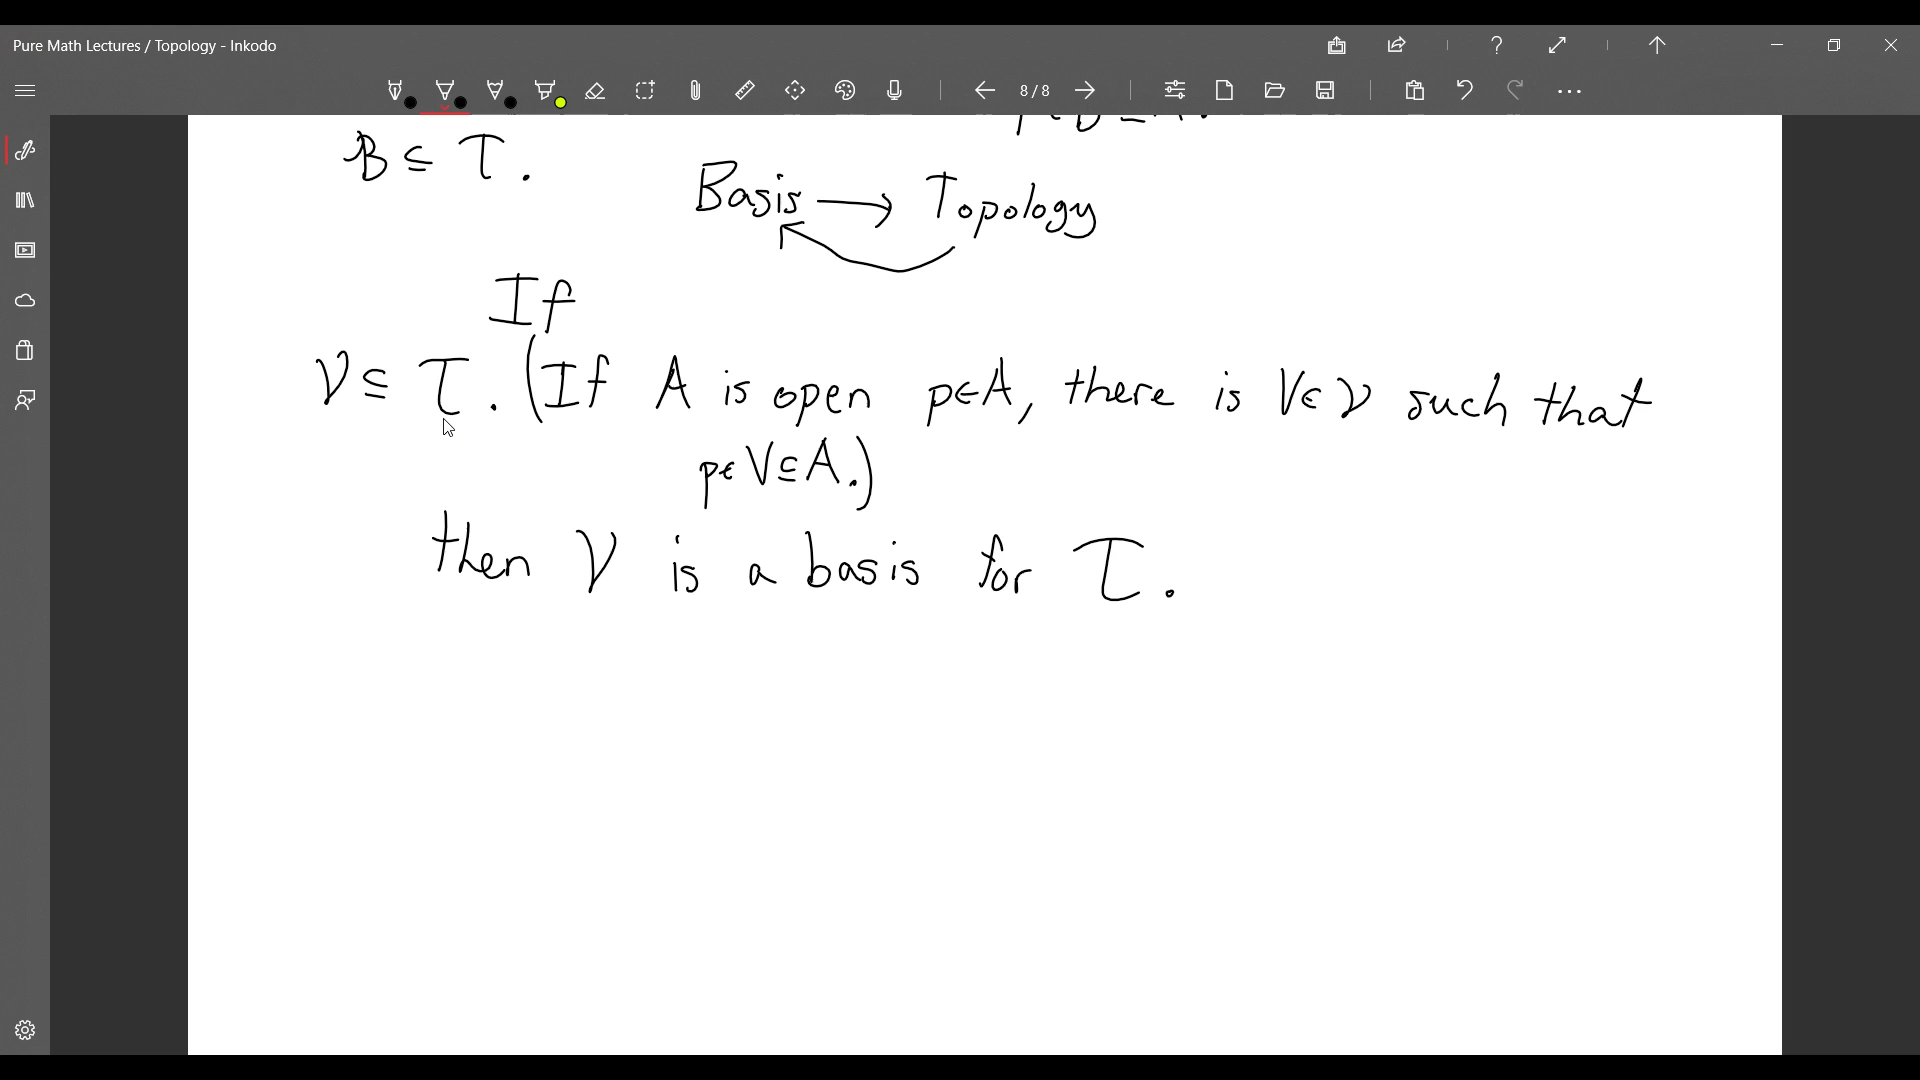 Pure Math Lectures / Topology - Inkodo
8 / 8
B ⊆ T.
Basis → Topology
If
V ⊆ τ. (If A is open p∈A, there is V∈𝒱 such that
p∈V⊆A.)
then 𝒱 is a basis for τ.